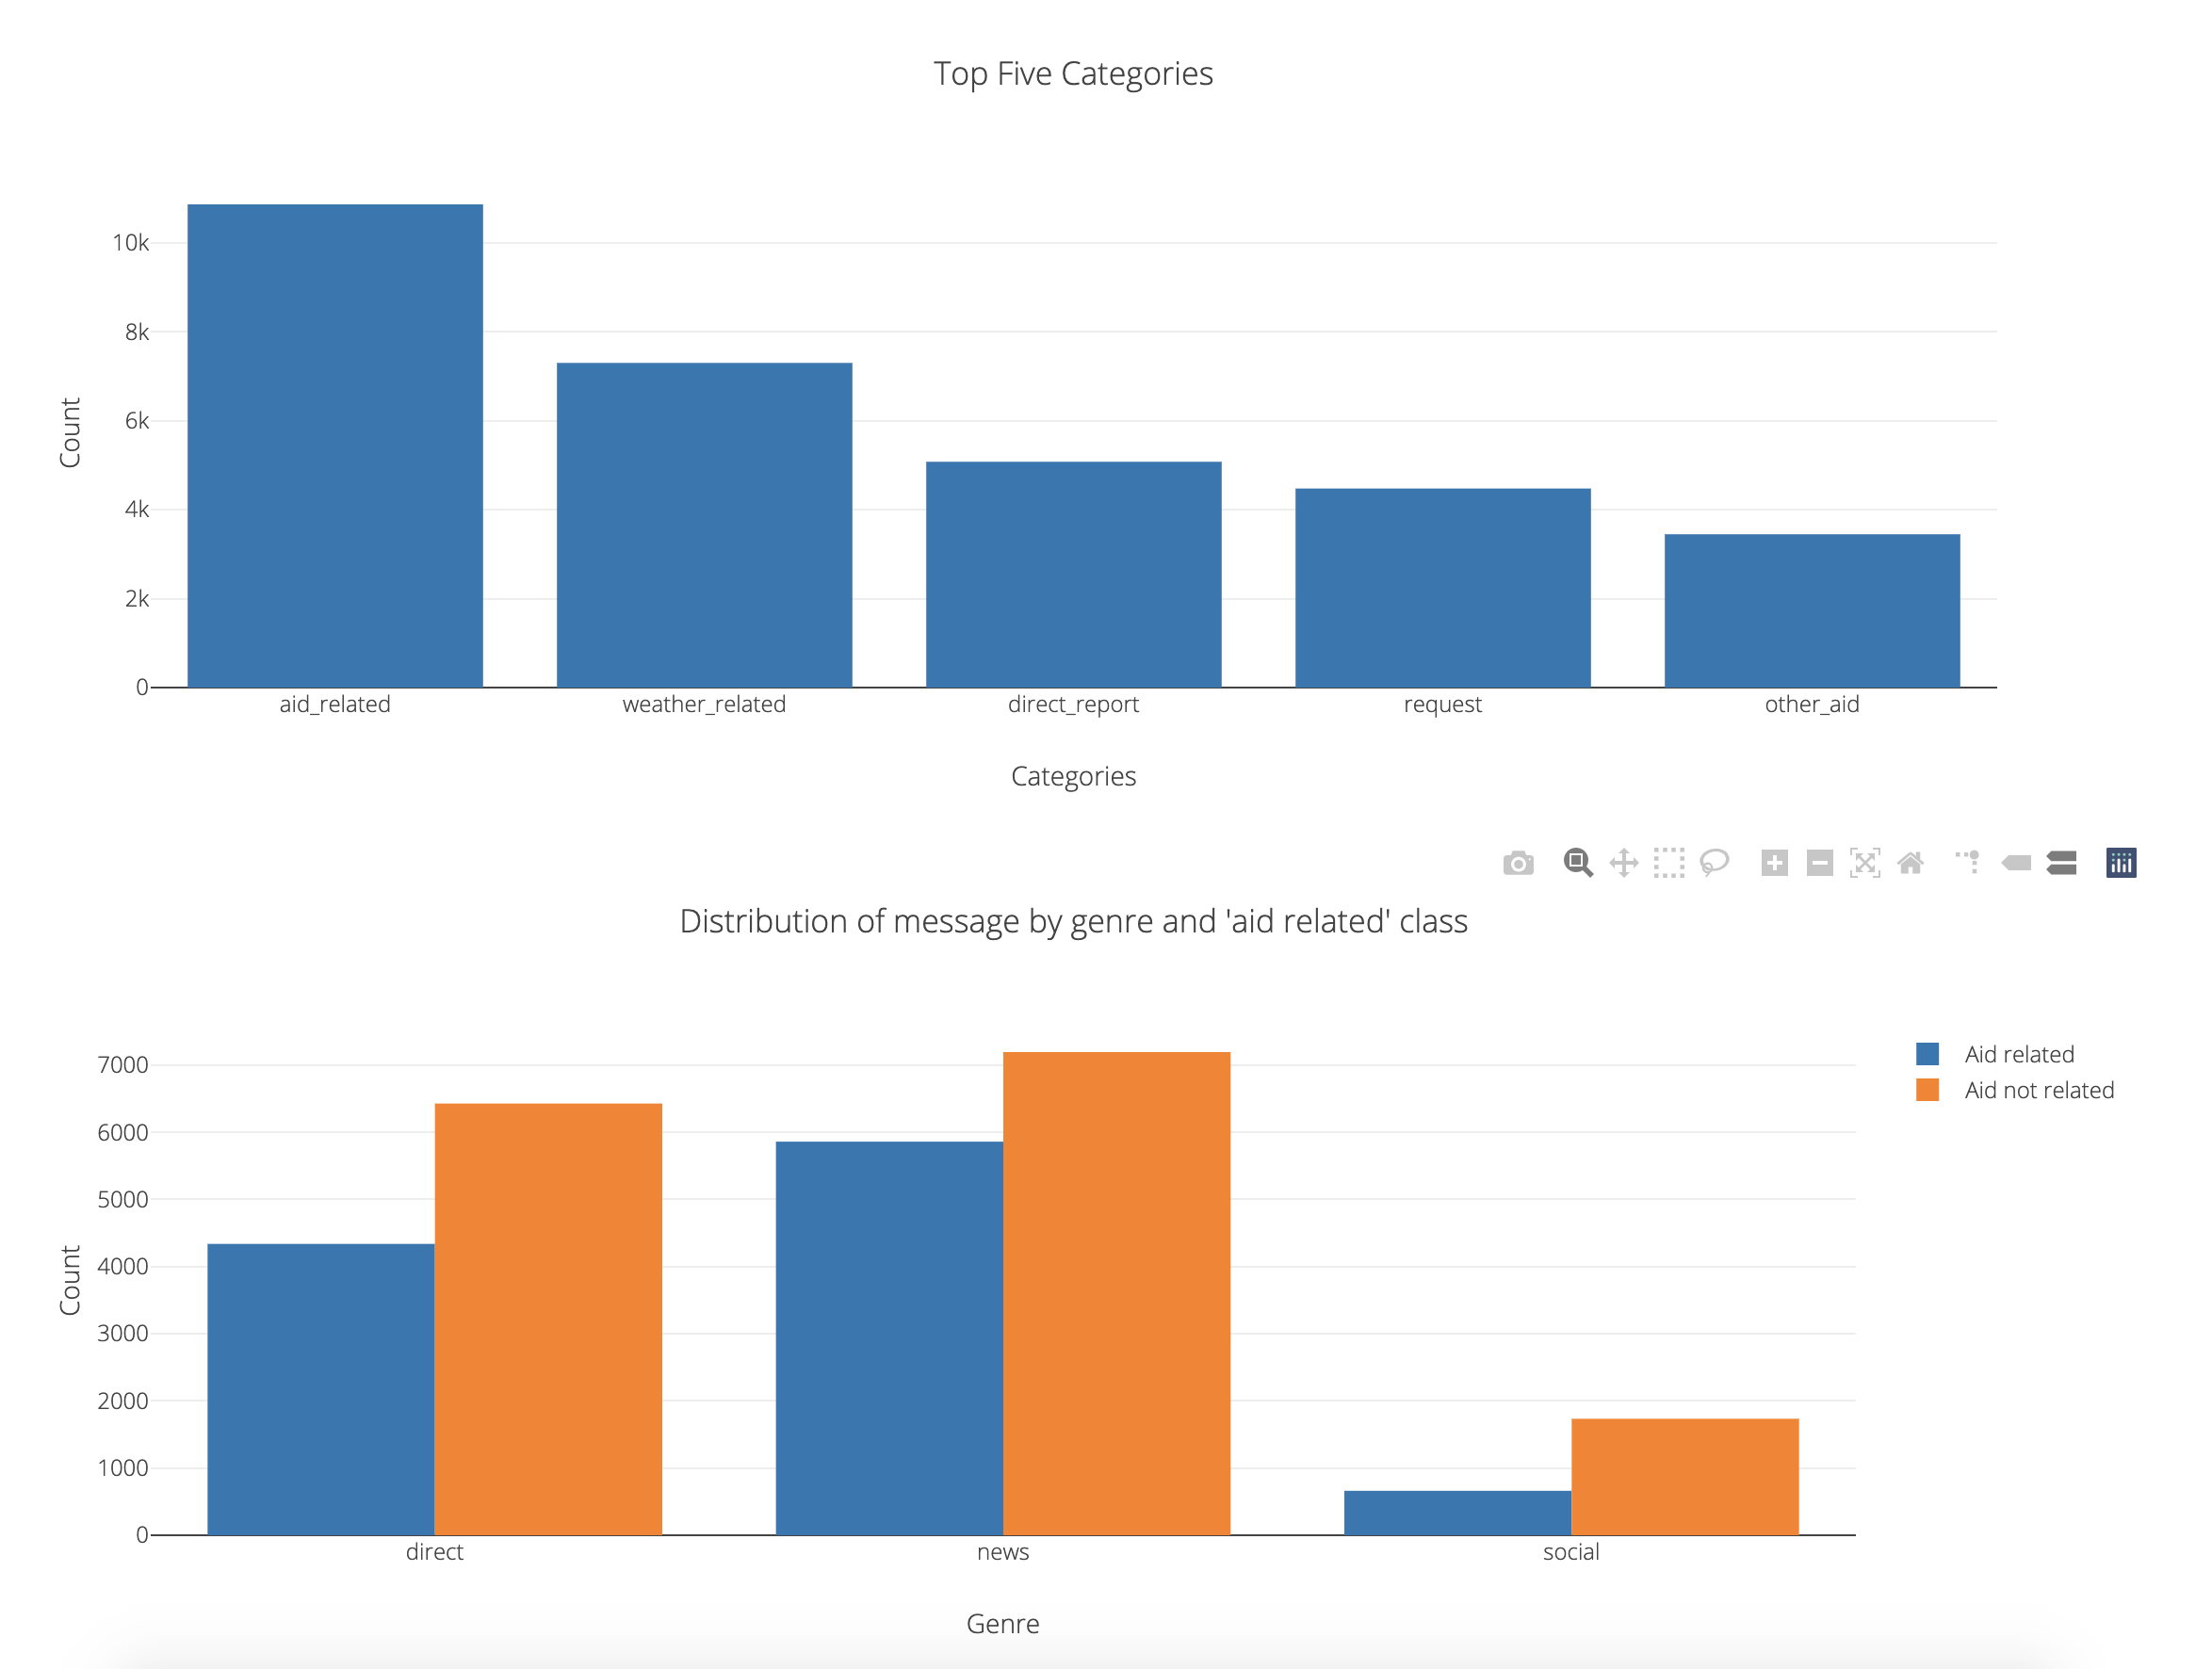 Top Five Categories
10k
8k
6k
4k
2k
0
Count
aid_related weather_related direct_report request other_aid
Categories
Distribution of message by genre and 'aid related' class
Aid related
Aid not related
7000
6000
5000
4000
3000
2000
1000
0
Count
direct news social
Genre